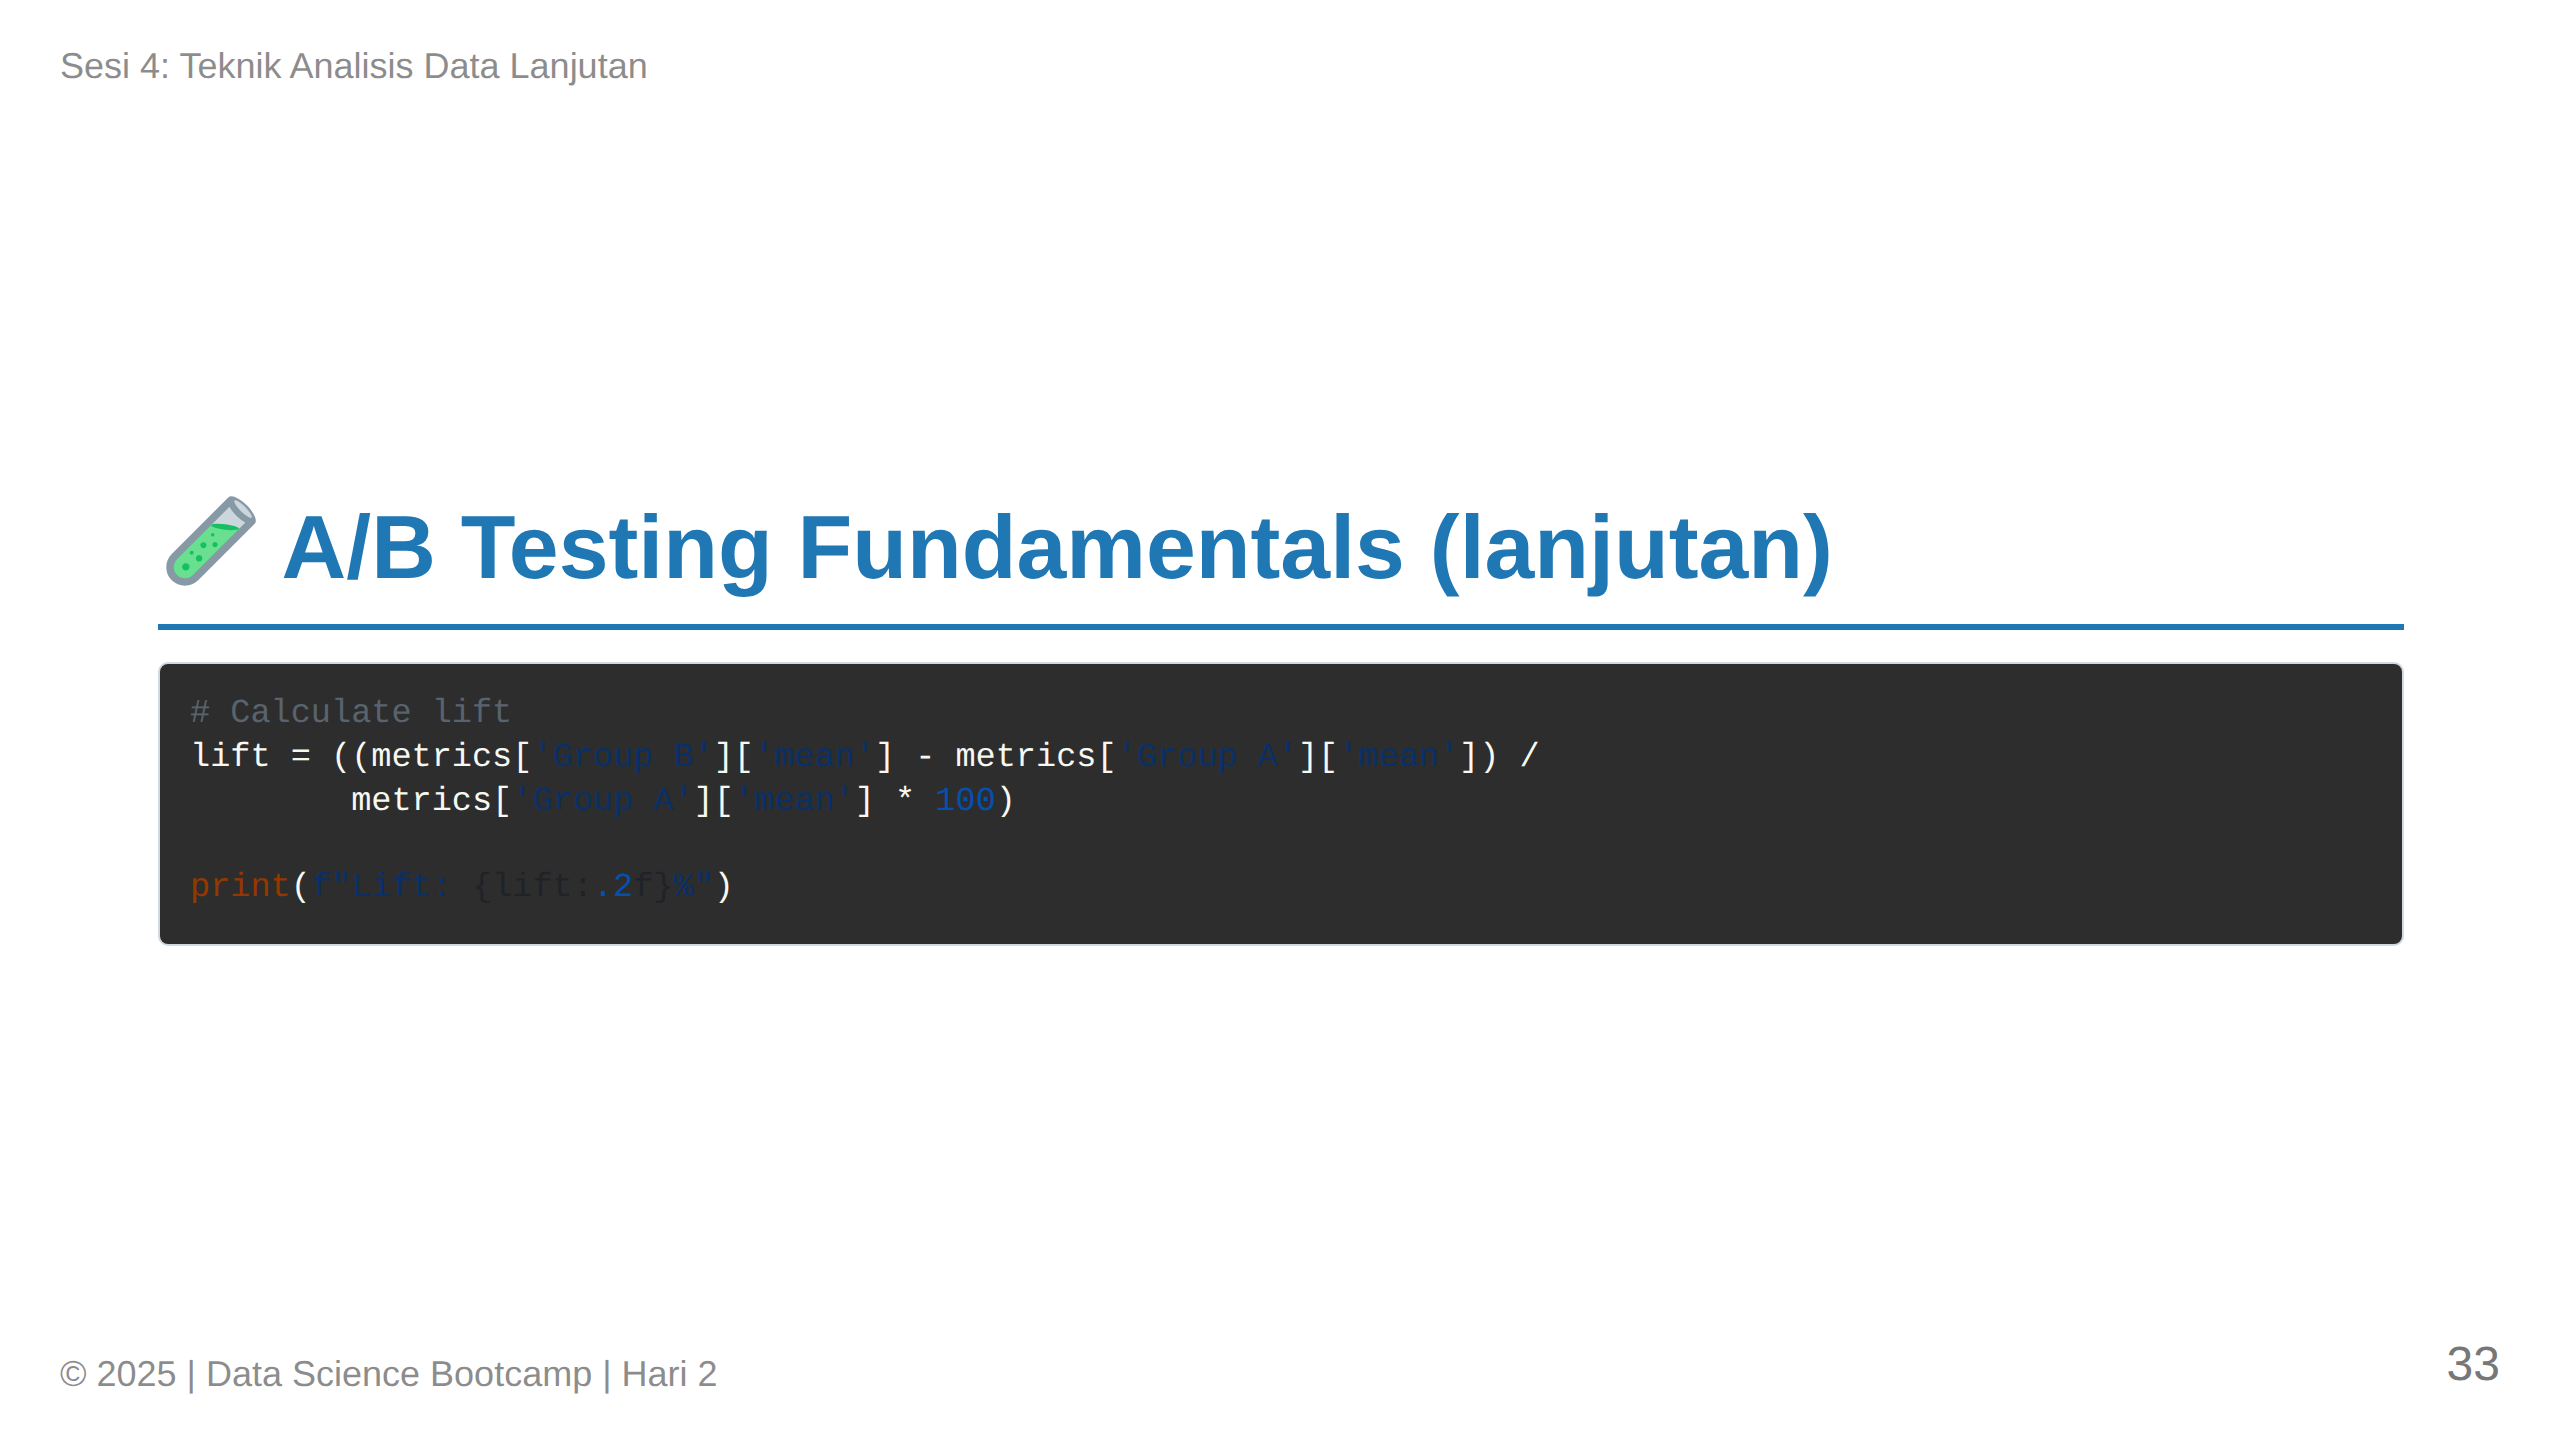 Sesi 4: Teknik Analisis Data Lanjutan
A/B Testing Fundamentals (lanjutan)
# Calculate lift
lift = ((metrics['Group B']['mean'] - metrics['Group A']['mean']) /
        metrics['Group A']['mean'] * 100)
print(f"Lift: {lift:.2f}%")
© 2025 | Data Science Bootcamp | Hari 2
33